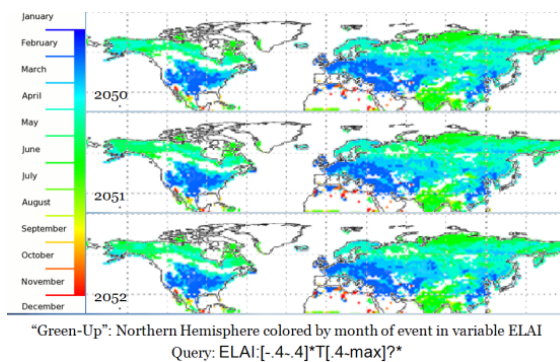 January
February
March
April
May
June
July
August
September
October
November
December
2050
2051
2052
“Green-Up”: Northern Hemisphere colored by month of event in variable ELAI
Query: ELAI:[-.4-.4]*T[.4-max]?*